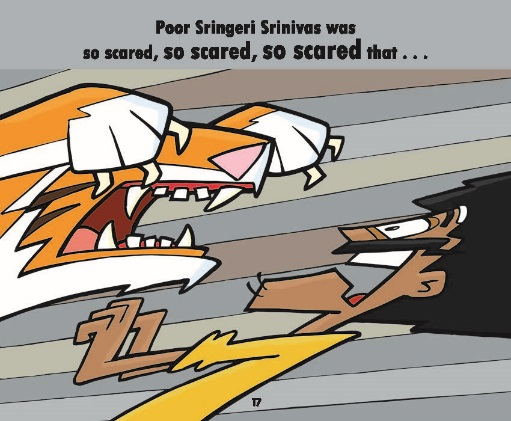 Poor Sringeri Srinivas was
so scared, so scared, so scared that . . .
17